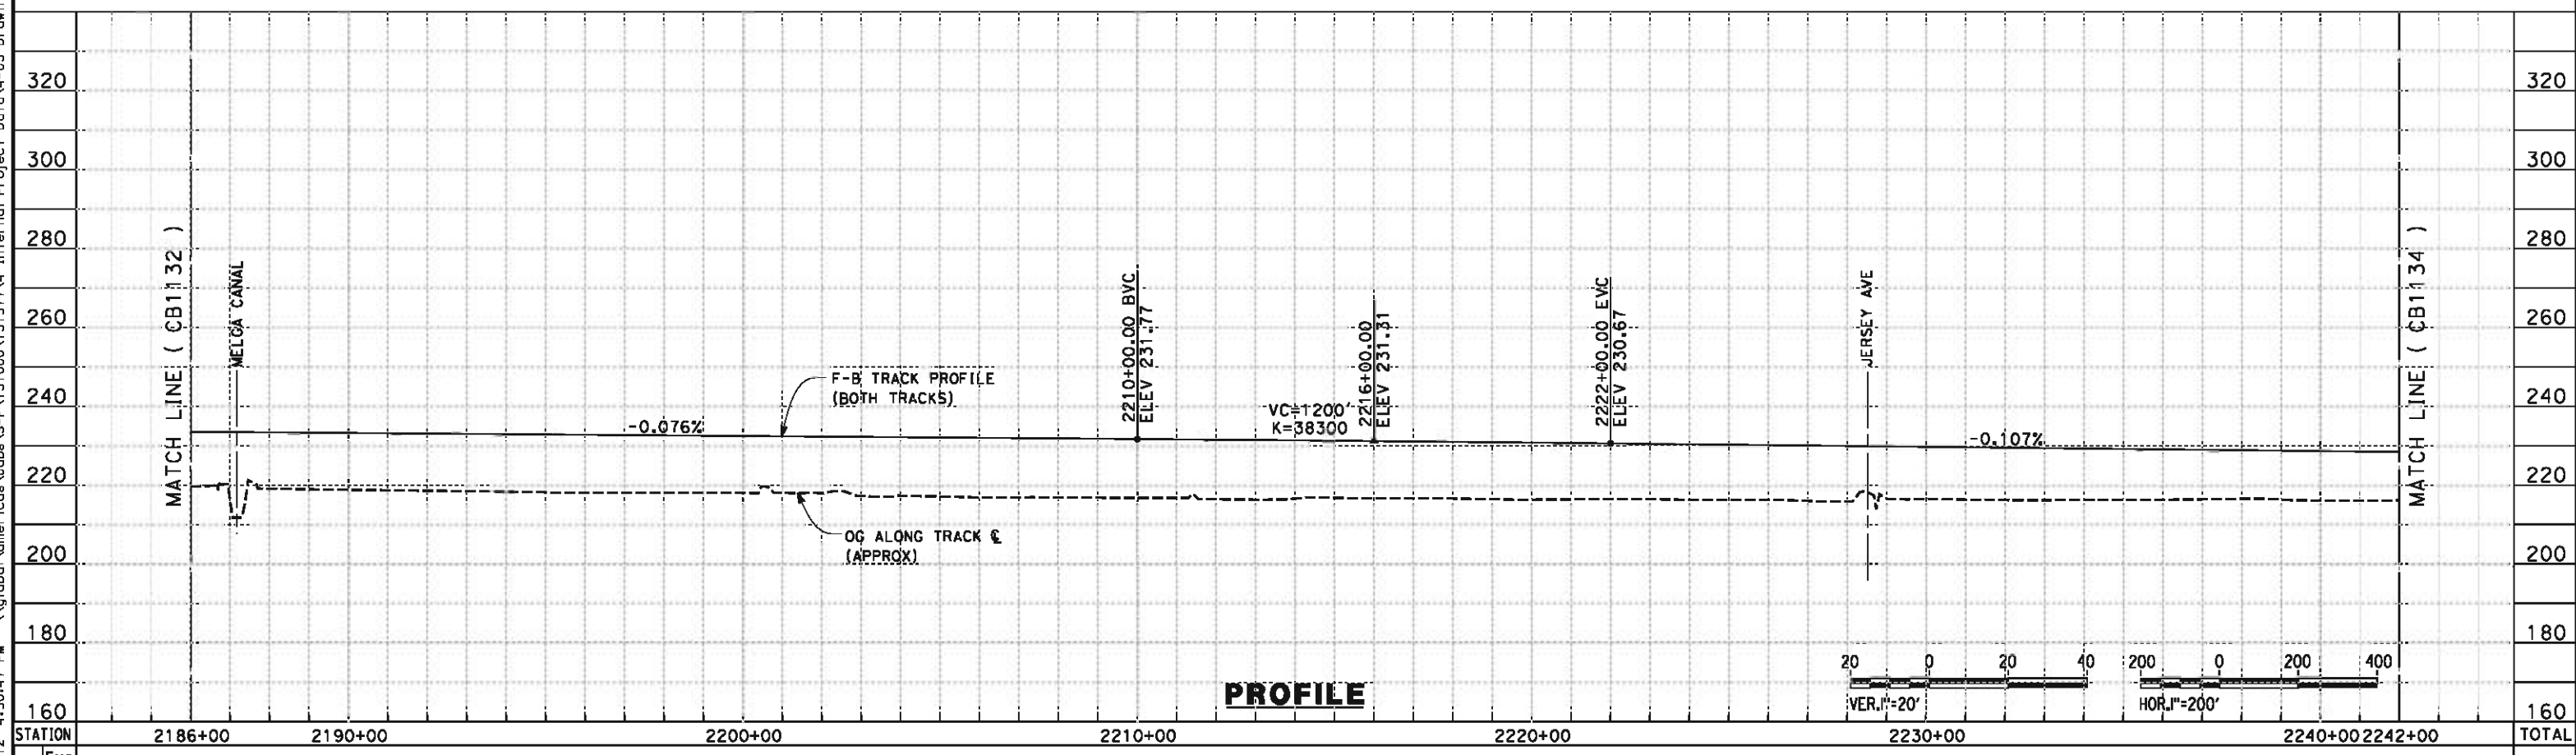 320
300
280
260
240
220
200
180
160
MATCH LINE ( CB1132 )
MELGA CANAL
-0.076%
F-B TRACK PROFILE
(BOTH TRACKS)
OG ALONG TRACK ℄
(APPROX)
2210+00.00 BVC
ELEV 231.77
VC=1200'
K=38300
2216+00.00
ELEV 231.31
2222+00.00 EVC
ELEV 230.67
JERSEY AVE
-0.107%
MATCH LINE ( CB1134 )
320
300
280
260
240
220
200
180
160
20 0 20 40
VER.1"=20'
200 0 200 400
HOR.1"=200'
PROFILE
STATION 2186+00 2190+00 2200+00 2210+00 2220+00 2230+00 2240+00 2242+00 TOTAL